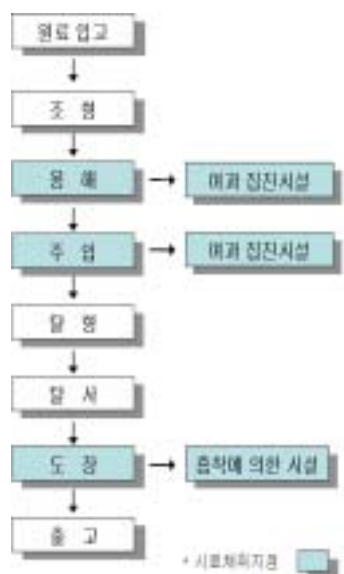 원료 입고
조 형
용 해 여과 집진시설
주 입 여과 집진시설
탈 형
탈 사
도 장 흡착에 의한 시설
출 고
* 시료채취지점